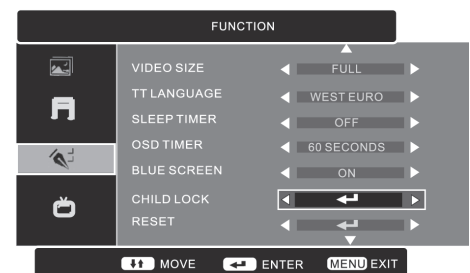 FUNCTION
VIDEO SIZE FULL
TT LANGUAGE WEST EURO
SLEEP TIMER OFF
OSD TIMER 60 SECONDS
BLUE SCREEN ON
CHILD LOCK
RESET
MOVE ENTER MENU EXIT